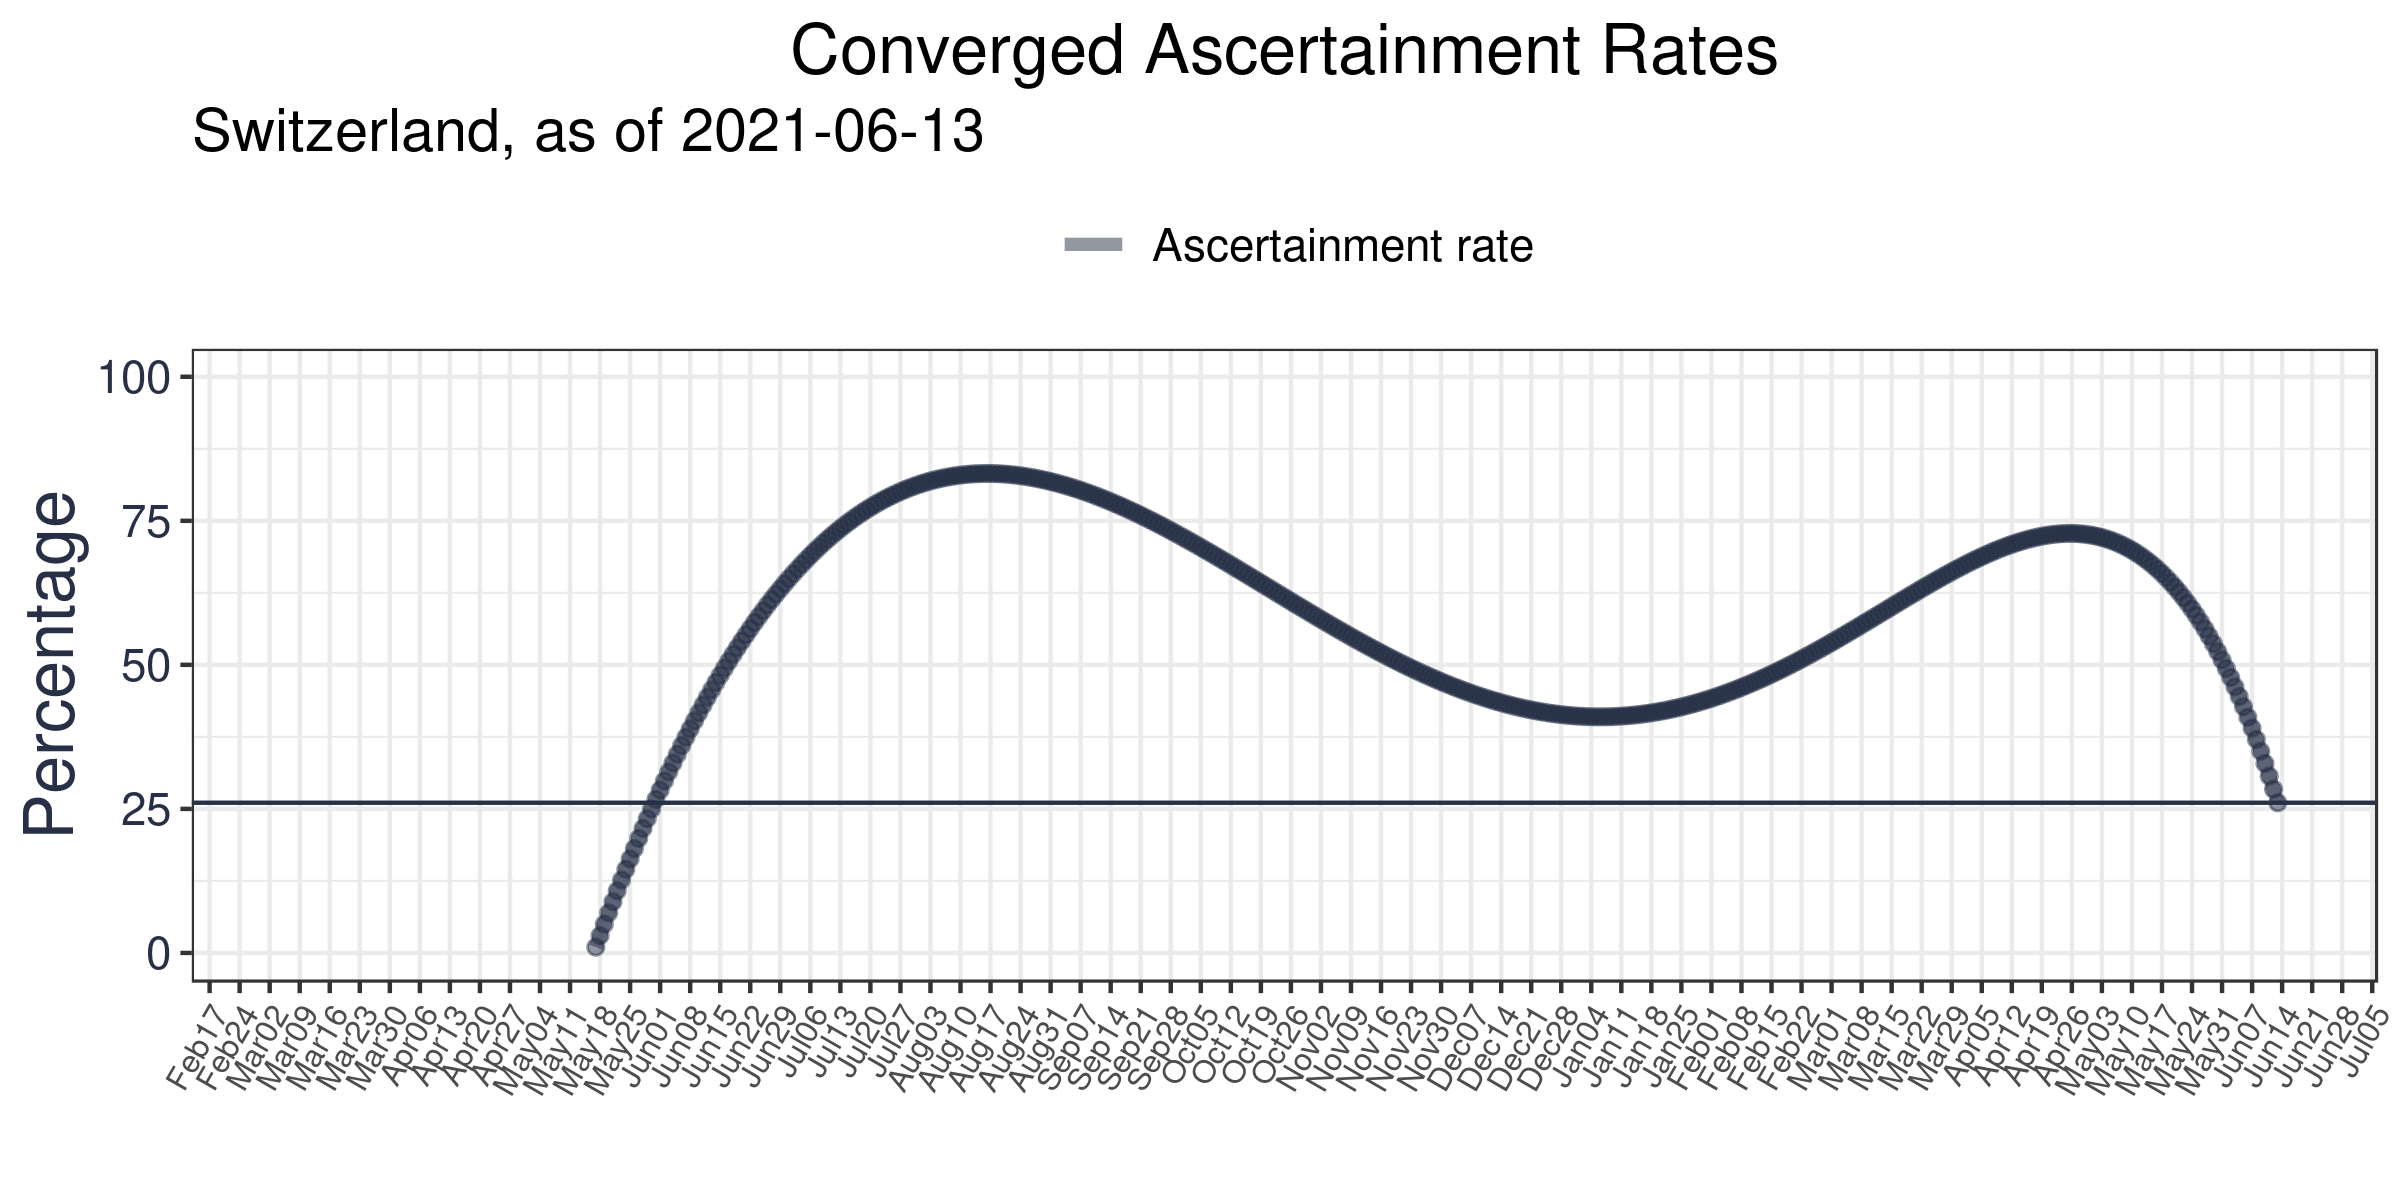 Converged Ascertainment Rates
Switzerland, as of 2021-06-13
Ascertainment rate
Percentage
100
75
50
25
0
Feb17
Feb24
Mar02
Mar09
Mar16
Mar23
Mar30
Apr06
Apr13
Apr20
Apr27
May04
May11
May18
May25
Jun01
Jun08
Jun15
Jun22
Jun29
Jul06
Jul13
Jul20
Jul27
Aug03
Aug10
Aug17
Aug24
Aug31
Sep07
Sep14
Sep21
Sep28
Oct05
Oct12
Oct19
Oct26
Nov02
Nov09
Nov16
Nov23
Nov30
Dec07
Dec14
Dec21
Dec28
Jan04
Jan11
Jan18
Jan25
Feb01
Feb08
Feb15
Feb22
Mar01
Mar08
Mar15
Mar22
Mar29
Apr05
Apr12
Apr19
Apr26
May03
May10
May17
May24
May31
Jun07
Jun14
Jun21
Jun28
Jul05